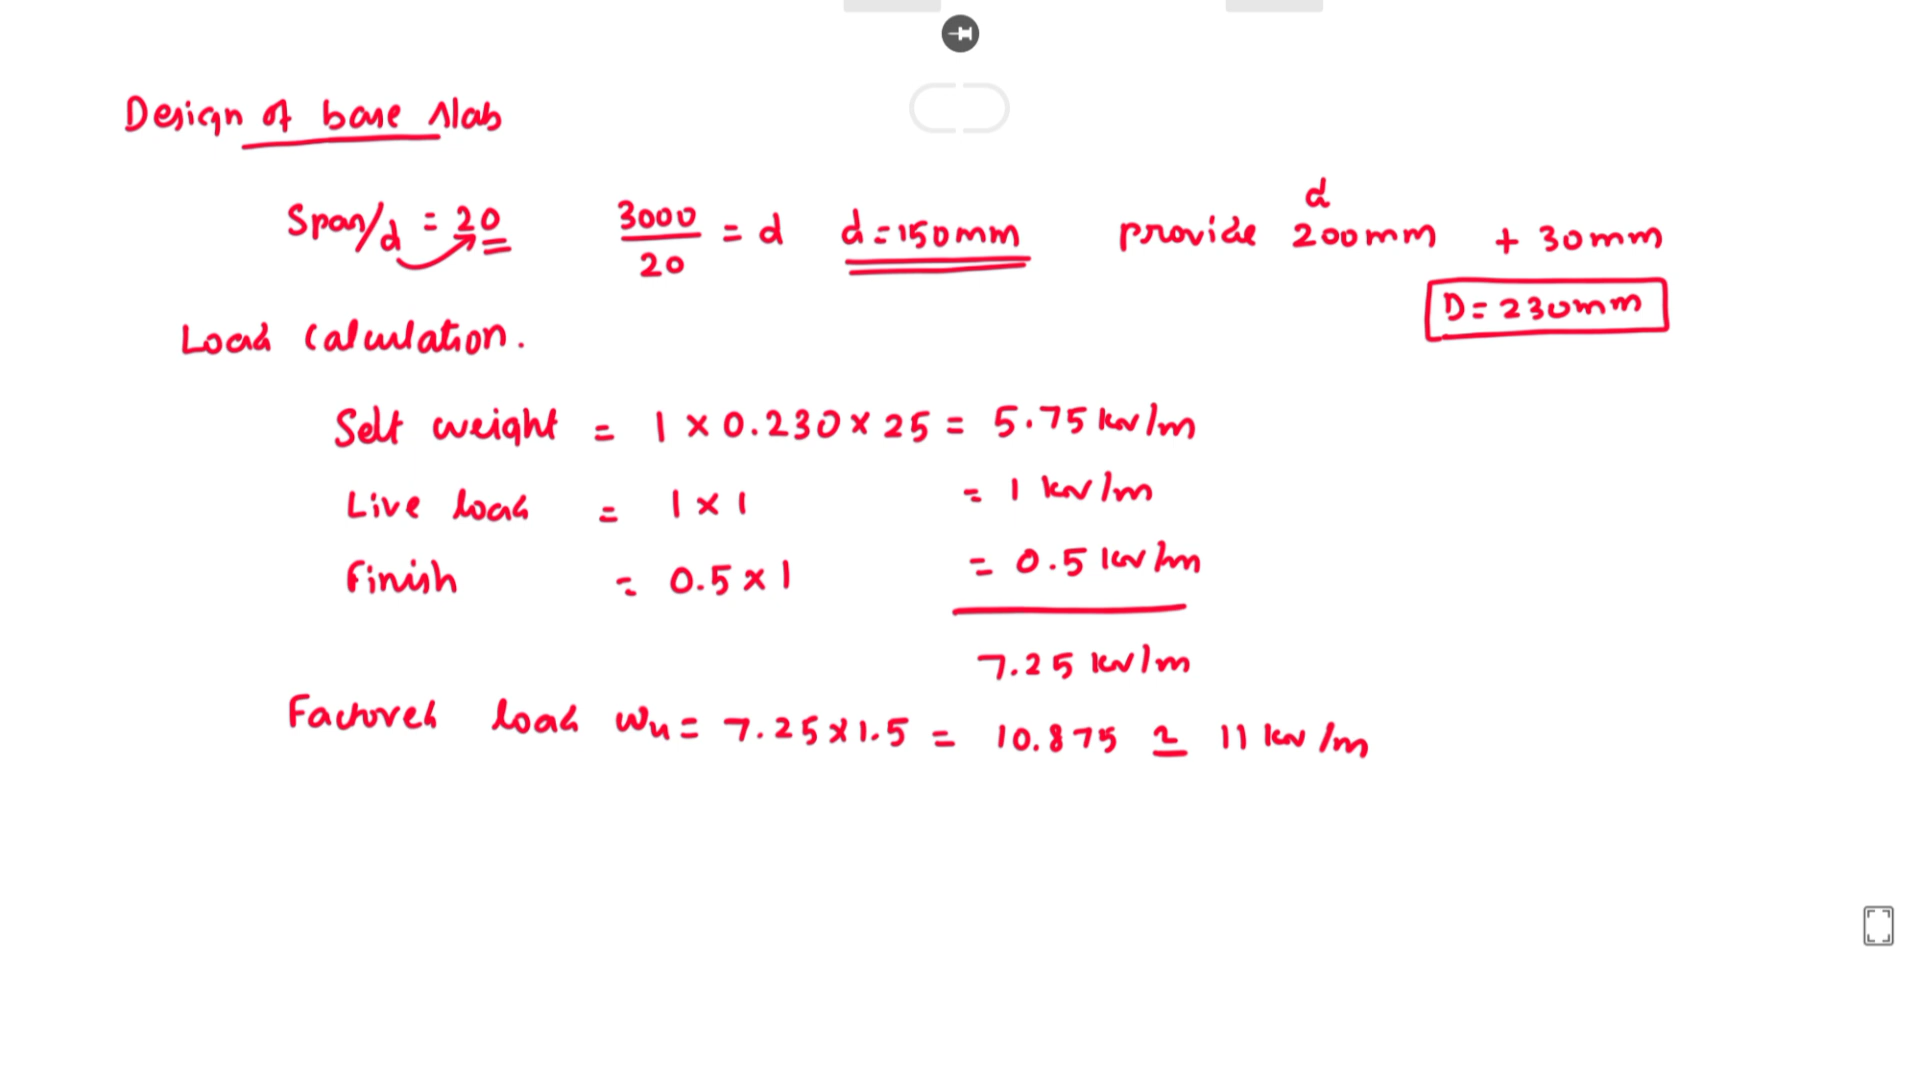 Design of base slab
Span/d = 20   3000/20 = d   d = 150mm   provide d 200mm + 30mm
D = 230mm
Load calculation.
Self weight = 1 × 0.230 × 25 = 5.75 kN/m
Live load = 1 × 1 = 1 kN/m
Finish = 0.5 × 1 = 0.5 kN/m
7.25 kN/m
Factored load wu = 7.25 × 1.5 = 10.875 ≃ 11 kN/m